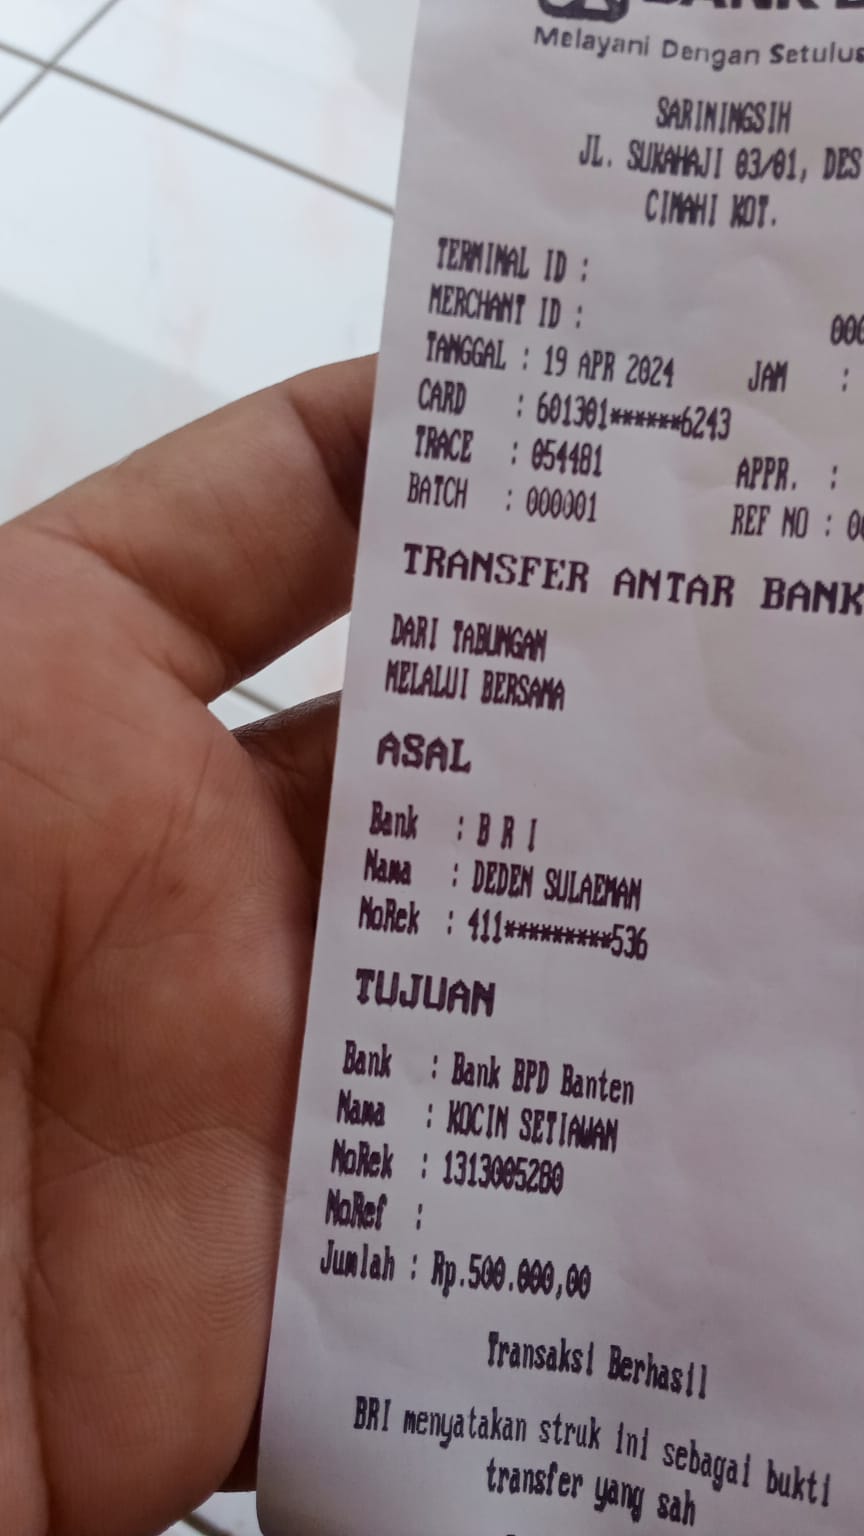 BANK
Melayani Dengan Setulus
SARININGSIH
JL. SUKAHAJI 03/01, DES
CIMAHI KOT.
TERMINAL ID :
MERCHANT ID : 000
TANGGAL : 19 APR 2024 JAM :
CARD : 601301******6243
TRACE : 054481 APPR. :
BATCH : 000001 REF NO : 00
TRANSFER ANTAR BANK
DARI TABUNGAN
MELALUI BERSAMA
ASAL
Bank : B R I
Nama : DEDEN SULAEMAN
NoRek : 411*********536
TUJUAN
Bank : Bank BPD Banten
Nama : KOCIN SETIAWAN
NoRek : 1313005280
NoRef :
Jumlah : Rp.500.000,00
Transaksi Berhasil
BRI menyatakan struk ini sebagai bukti
transfer yang sah